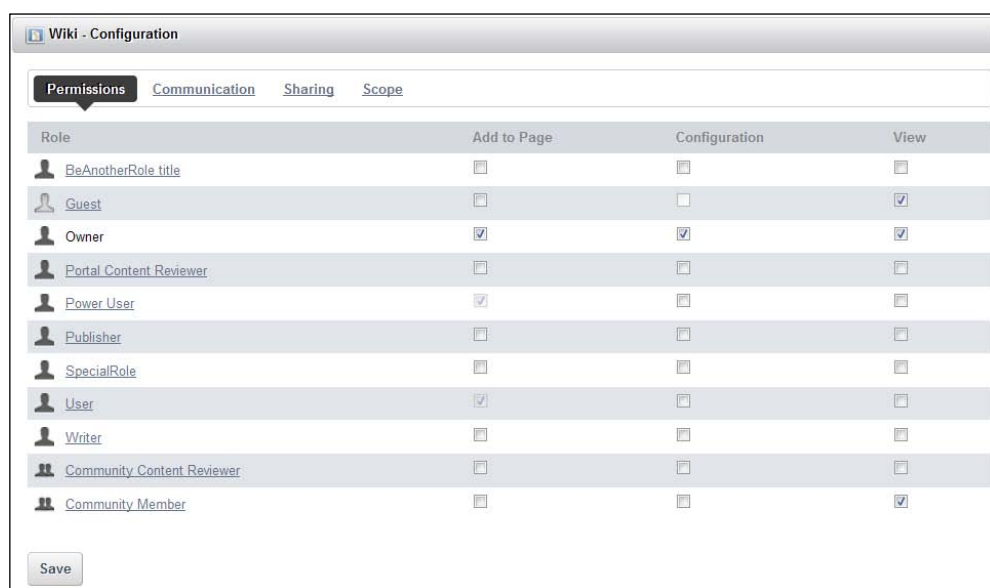 Wiki - Configuration
Permissions Communication Sharing Scope
Role Add to Page Configuration View
BeAnotherRole title
Guest
Owner
Portal Content Reviewer
Power User
Publisher
SpecialRole
User
Writer
Community Content Reviewer
Community Member
Save